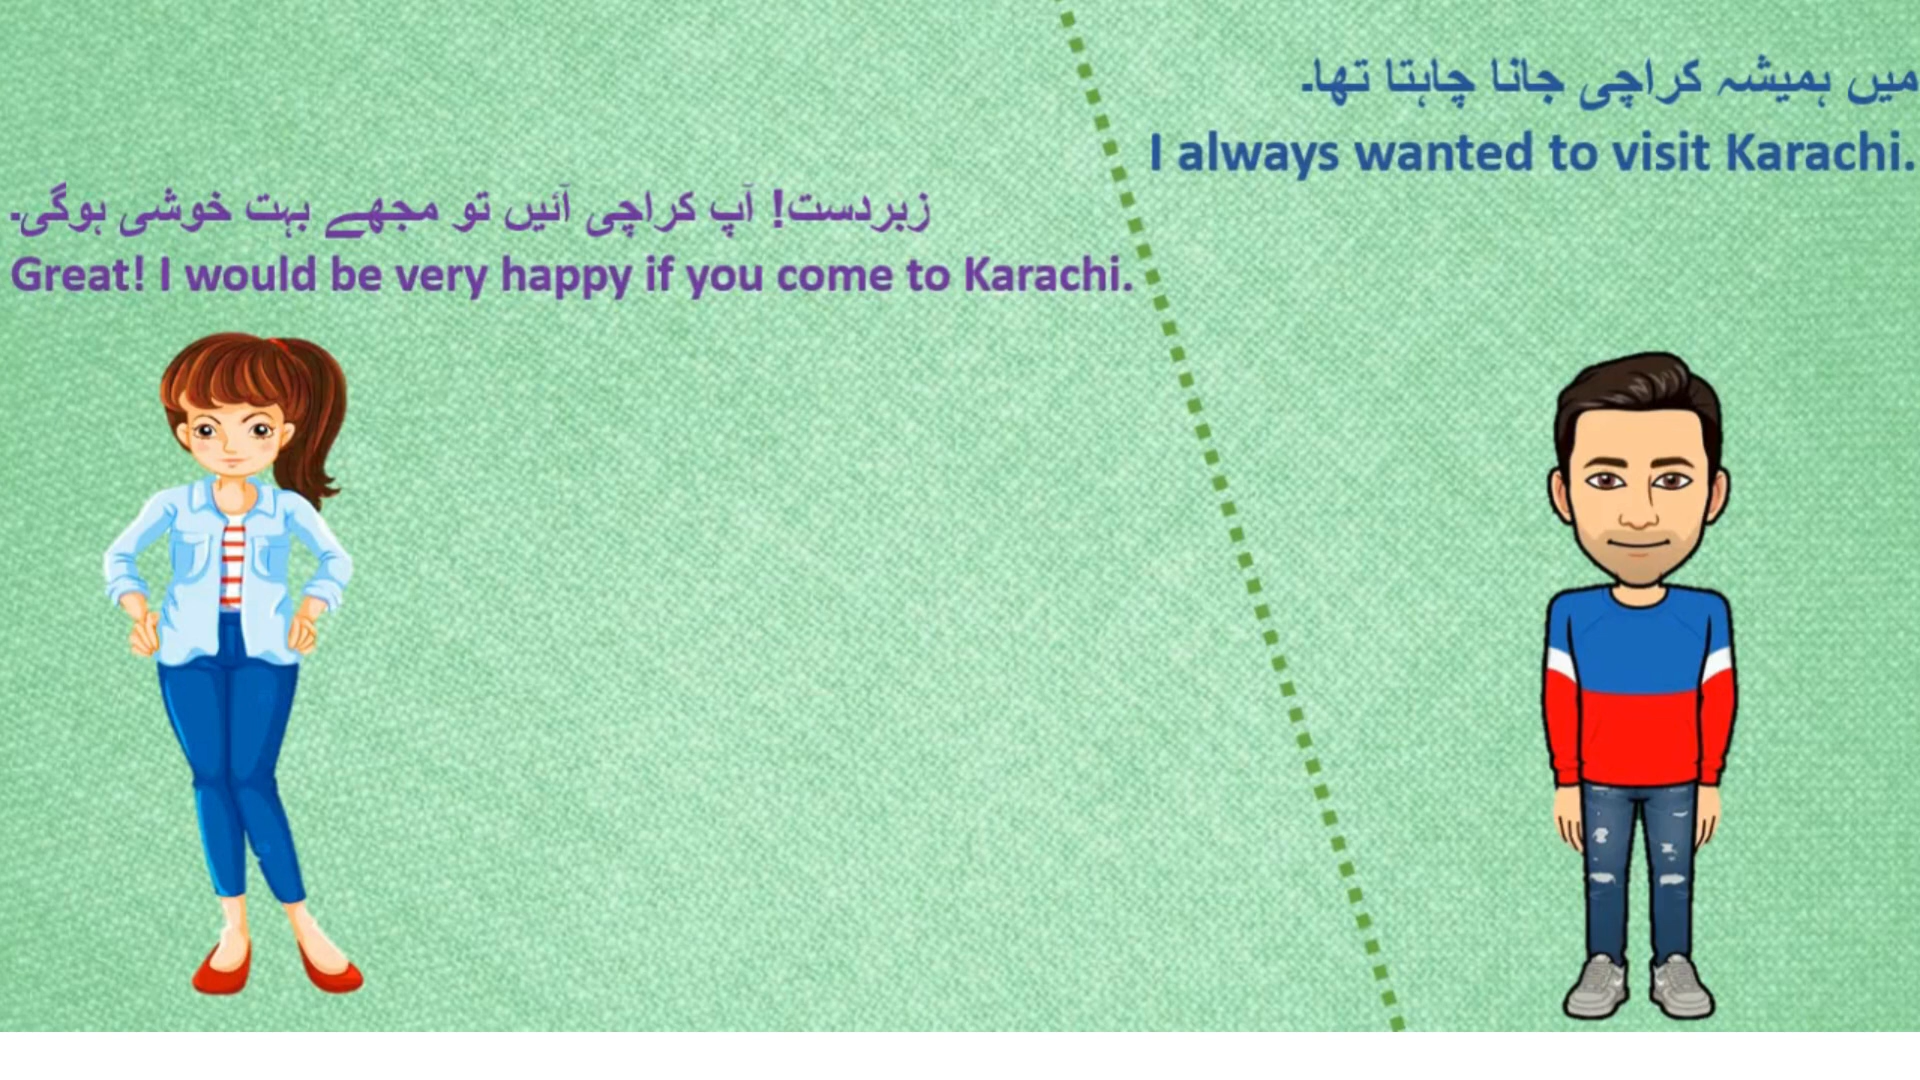 میں ہمیشہ کراچی جانا چاہتا تھا۔
I always wanted to visit Karachi.
زبردست! آپ کراچی آئیں تو مجھے بہت خوشی ہوگی۔
Great! I would be very happy if you come to Karachi.